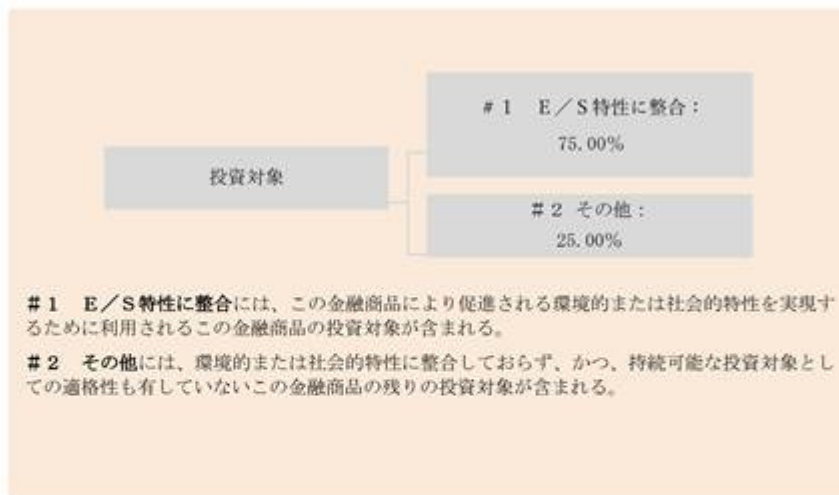 ＃１　Ｅ／Ｓ特性に整合：
75.00%
投資対象
＃２ その他：
25.00%
＃１　Ｅ／Ｓ特性に整合には、この金融商品により促進される環境的または社会的特性を実現す
るために利用されるこの金融商品の投資対象が含まれる。
＃２　その他には、環境的または社会的特性に整合しておらず、かつ、持続可能な投資対象とし
ての適格性も有していないこの金融商品の残りの投資対象が含まれる。